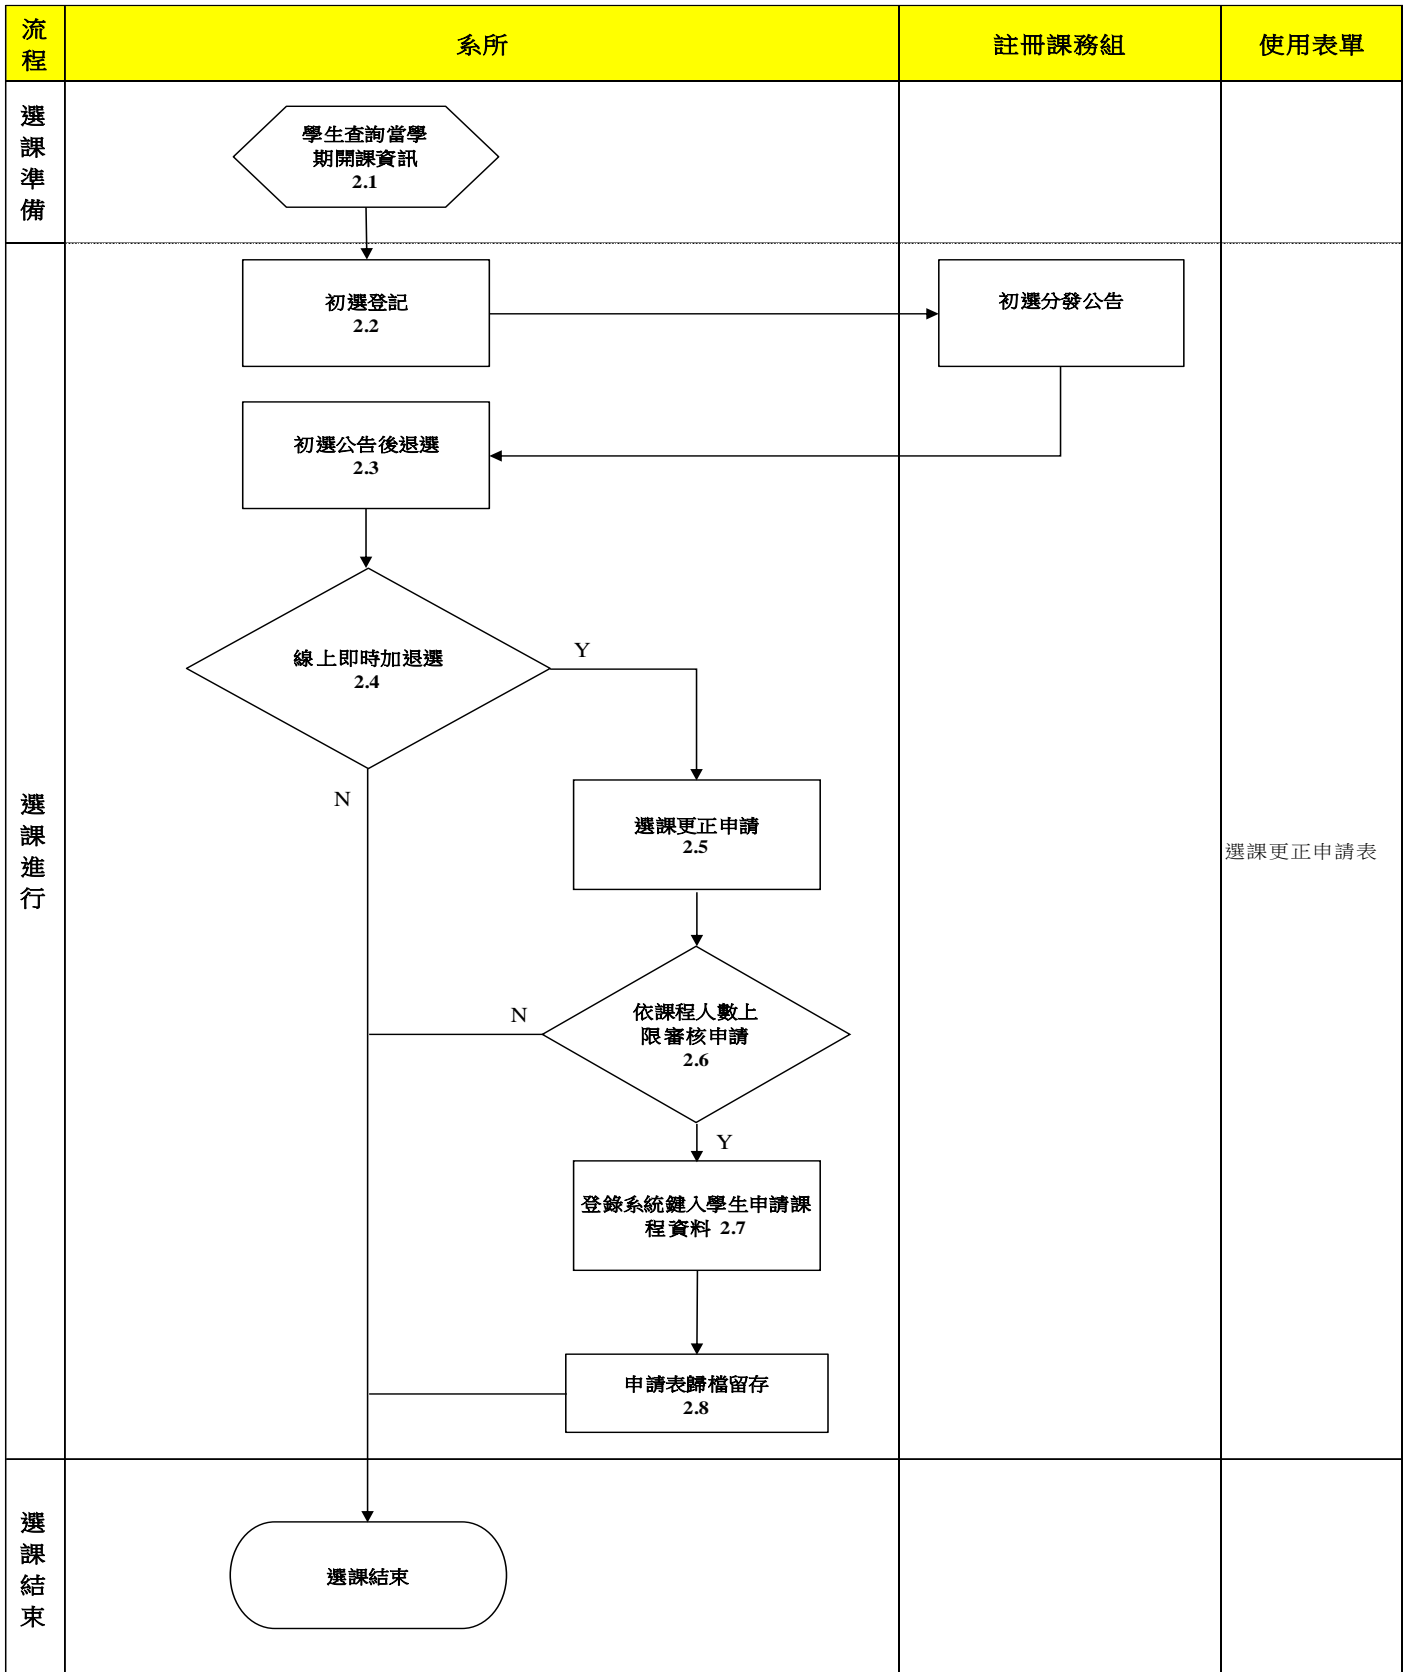 流
程
系所
註冊課務組
使用表單
選
課
準
備
學生查詢當學
期開課資訊
2.1
初選登記
2.2
初選分發公告
初選公告後退選
2.3
線上即時加退選
2.4
Y
N
選
課
進
行
選課更正申請
2.5
選課更正申請表
依課程人數上
限審核申請
2.6
N
Y
登錄系統鍵入學生申請課
程資料 2.7
申請表歸檔留存
2.8
選
課
結
束
選課結束